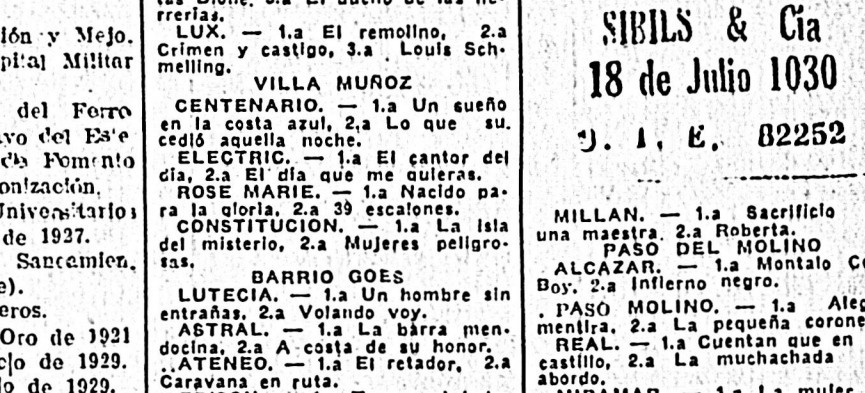 ión y Mejo.
pital Militar
del Ferro
vo del Este
de Fomento
onización.
Universitarios
de 1927.
Sancamien.
e).
eros.
Oro de 1921
cjo de 1929.
o de 1929.
rrerías.
LUX. — 1.a El remolino, 2.a
Crimen y castigo, 3.a Louis Sch-
melling.
VILLA MUÑOZ
CENTENARIO. — 1.a Un sueño
en la costa azul, 2.a Lo que su.
cedió aquella noche.
ELECTRIC. — 1.a El cantor del
día, 2.a El día que me quieras.
ROSE MARIE. — 1.a Nacido pa-
ra la gloria, 2.a 39 escalones.
CONSTITUCION. — 1.a La isla
del misterio, 2.a Mujeres peligro-
sas.
BARRIO GOES
LUTECIA. — 1.a Un hombre sin
entrañas, 2.a Volando voy.
ASTRAL. — 1.a La barra men-
docina, 2.a A costa de su honor.
ATENEO. — 1.a El retador, 2.a
Caravana en ruta.
SIBILS & Cía
18 de Julio 1030
U. T. E. 82252
MILLAN. — 1.a Sacrificio
una maestra. 2.a Roberta.
PASO DEL MOLINO
ALCAZAR. — 1.a Montalo Co
Boy. 2.a Infierno negro.
PASO MOLINO. — 1.a Aleg
mentira, 2.a La pequeña corone
REAL. — 1.a Cuentan que en
castillo, 2.a La muchachada
abordo.